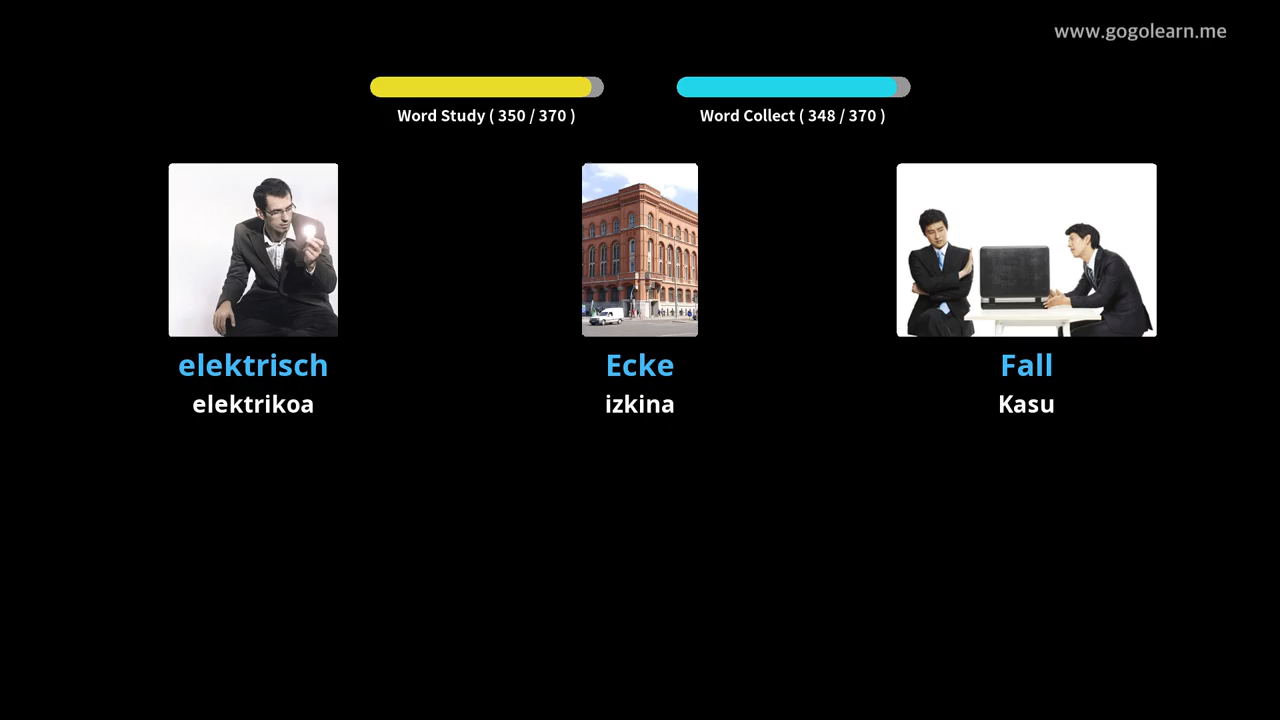 www.gogolearn.me
Word Study ( 350 / 370 )
Word Collect ( 348 / 370 )
elektrisch
Ecke
Fall
elektrikoa
izkina
Kasu